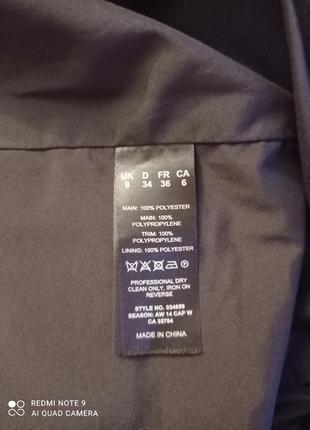 UK D FR CA
8 34 36 6
MAIN: 100% POLYESTER
MAIN: 100%
POLYPROPYLENE
TRIM: 100%
POLYPROPYLENE
LINING: 100% POLYESTER
PROFESSIONAL DRY
CLEAN ONLY, IRON ON
REVERSE
STYLE NO. 034659
SEASON: AW 14 CAP W
CA 35784
MADE IN CHINA
REDMI NOTE 9
AI QUAD CAMERA